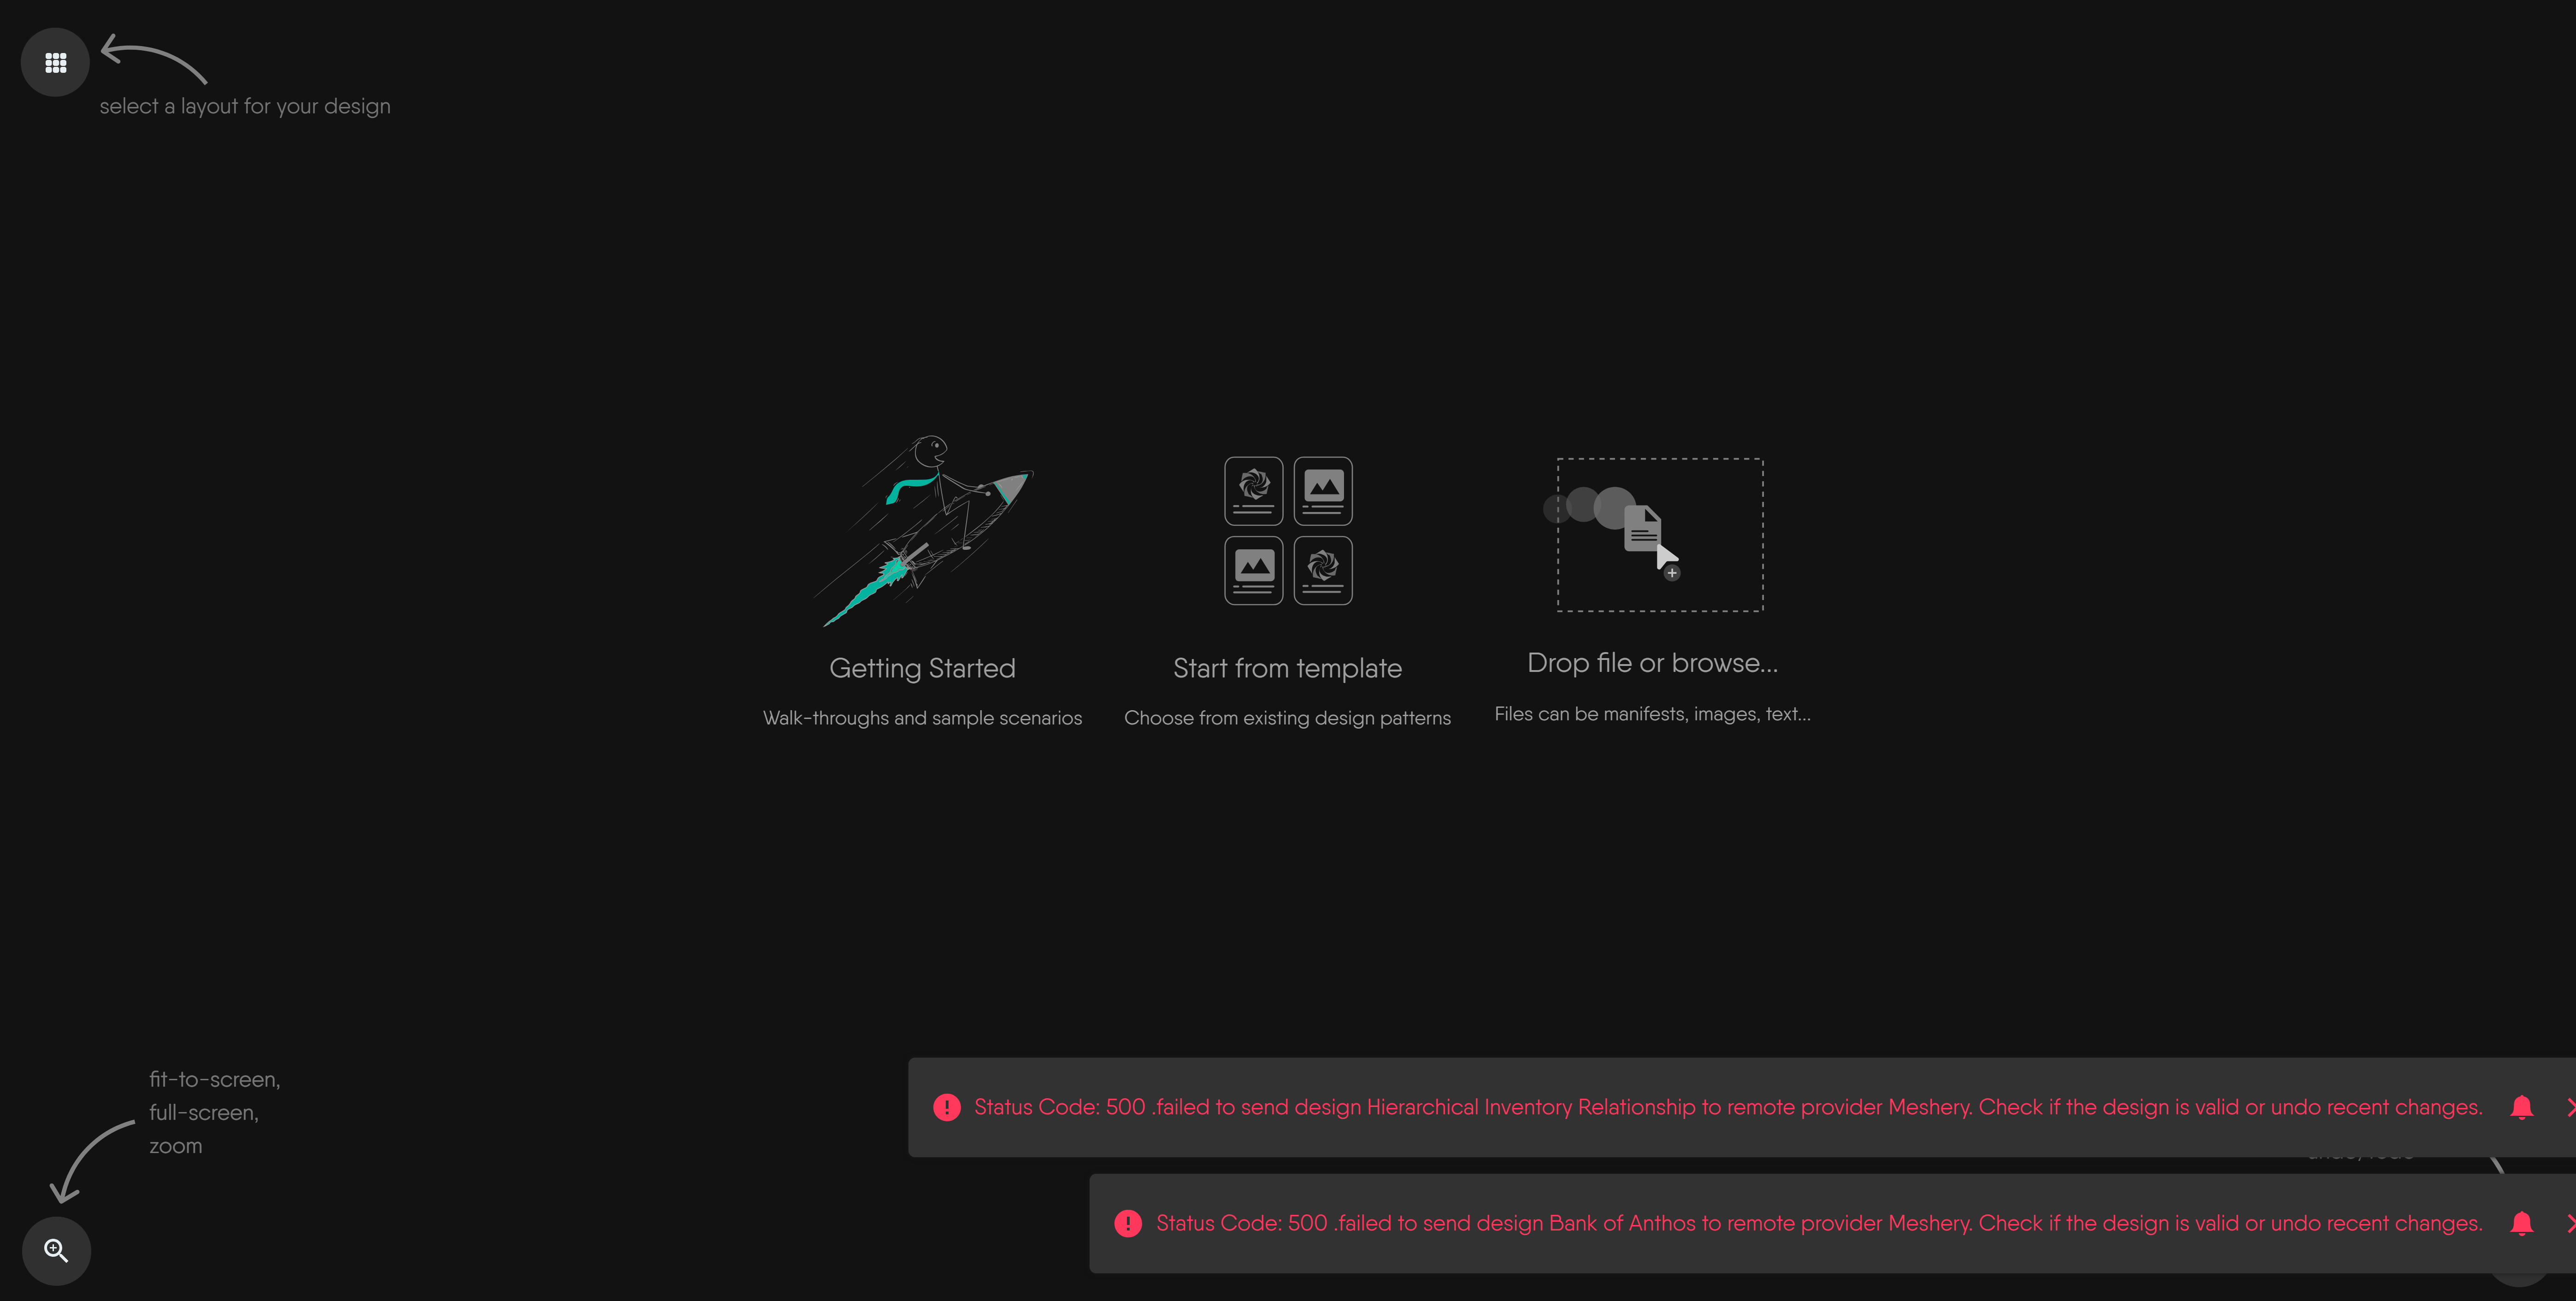 select a layout for your design
Getting Started
Walk-throughs and sample scenarios
Start from template
Choose from existing design patterns
Drop file or browse...
Files can be manifests, images, text...
fit-to-screen,
full-screen,
zoom
Status Code: 500 .failed to send design Hierarchical Inventory Relationship to remote provider Meshery. Check if the design is valid or undo recent changes.
Status Code: 500 .failed to send design Bank of Anthos to remote provider Meshery. Check if the design is valid or undo recent changes.